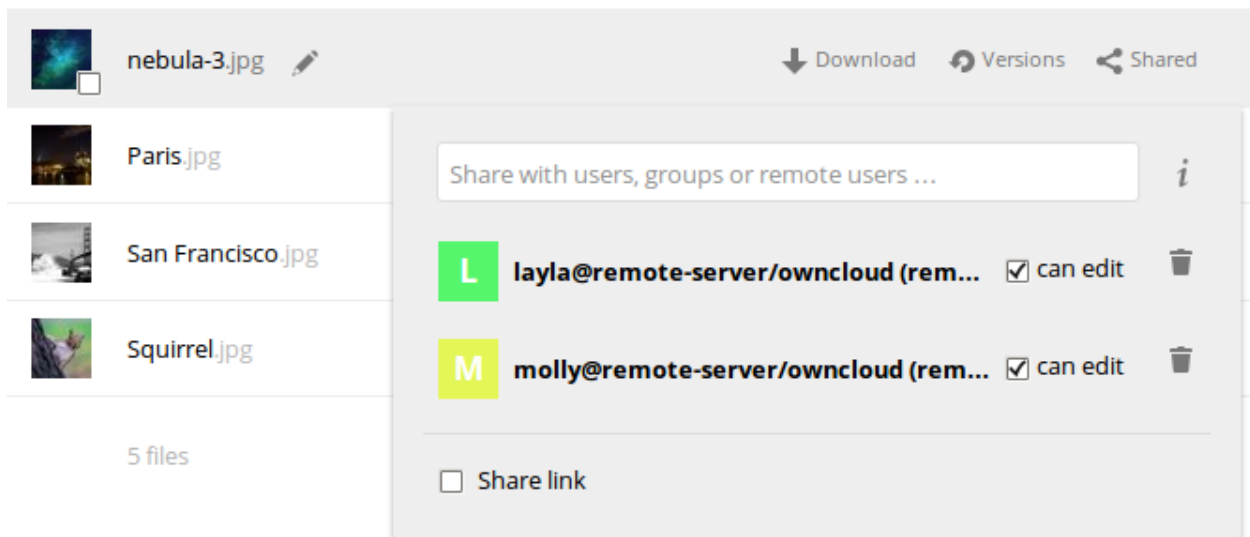 nebula-3.jpg Download Versions Shared
Paris.jpg
Share with users, groups or remote users ...
i
San Francisco.jpg
L layla@remote-server/owncloud (rem... can edit
Squirrel.jpg
M molly@remote-server/owncloud (rem... can edit
5 files
Share link